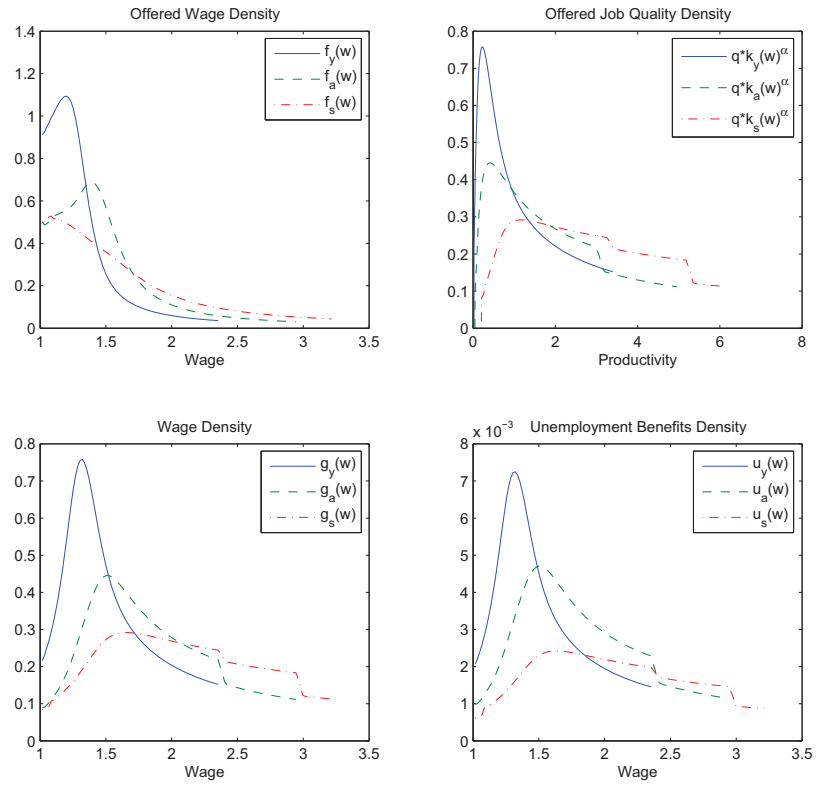 Offered Wage Density
1.4
1.2
1
0.8
0.6
0.4
0.2
0
1
1.5
2
2.5
3
3.5
Wage
f_y(w)
f_a(w)
f_s(w)
Offered Job Quality Density
0.8
0.7
0.6
0.5
0.4
0.3
0.2
0.1
0
0
2
4
6
8
Productivity
q*k_y(w)^α
q*k_a(w)^α
q*k_s(w)^α
Wage Density
0.8
0.7
0.6
0.5
0.4
0.3
0.2
0.1
0
1
1.5
2
2.5
3
3.5
Wage
g_y(w)
g_a(w)
g_s(w)
Unemployment Benefits Density
x 10^−3
8
7
6
5
4
3
2
1
0
1
1.5
2
2.5
3
3.5
Wage
u_y(w)
u_a(w)
u_s(w)